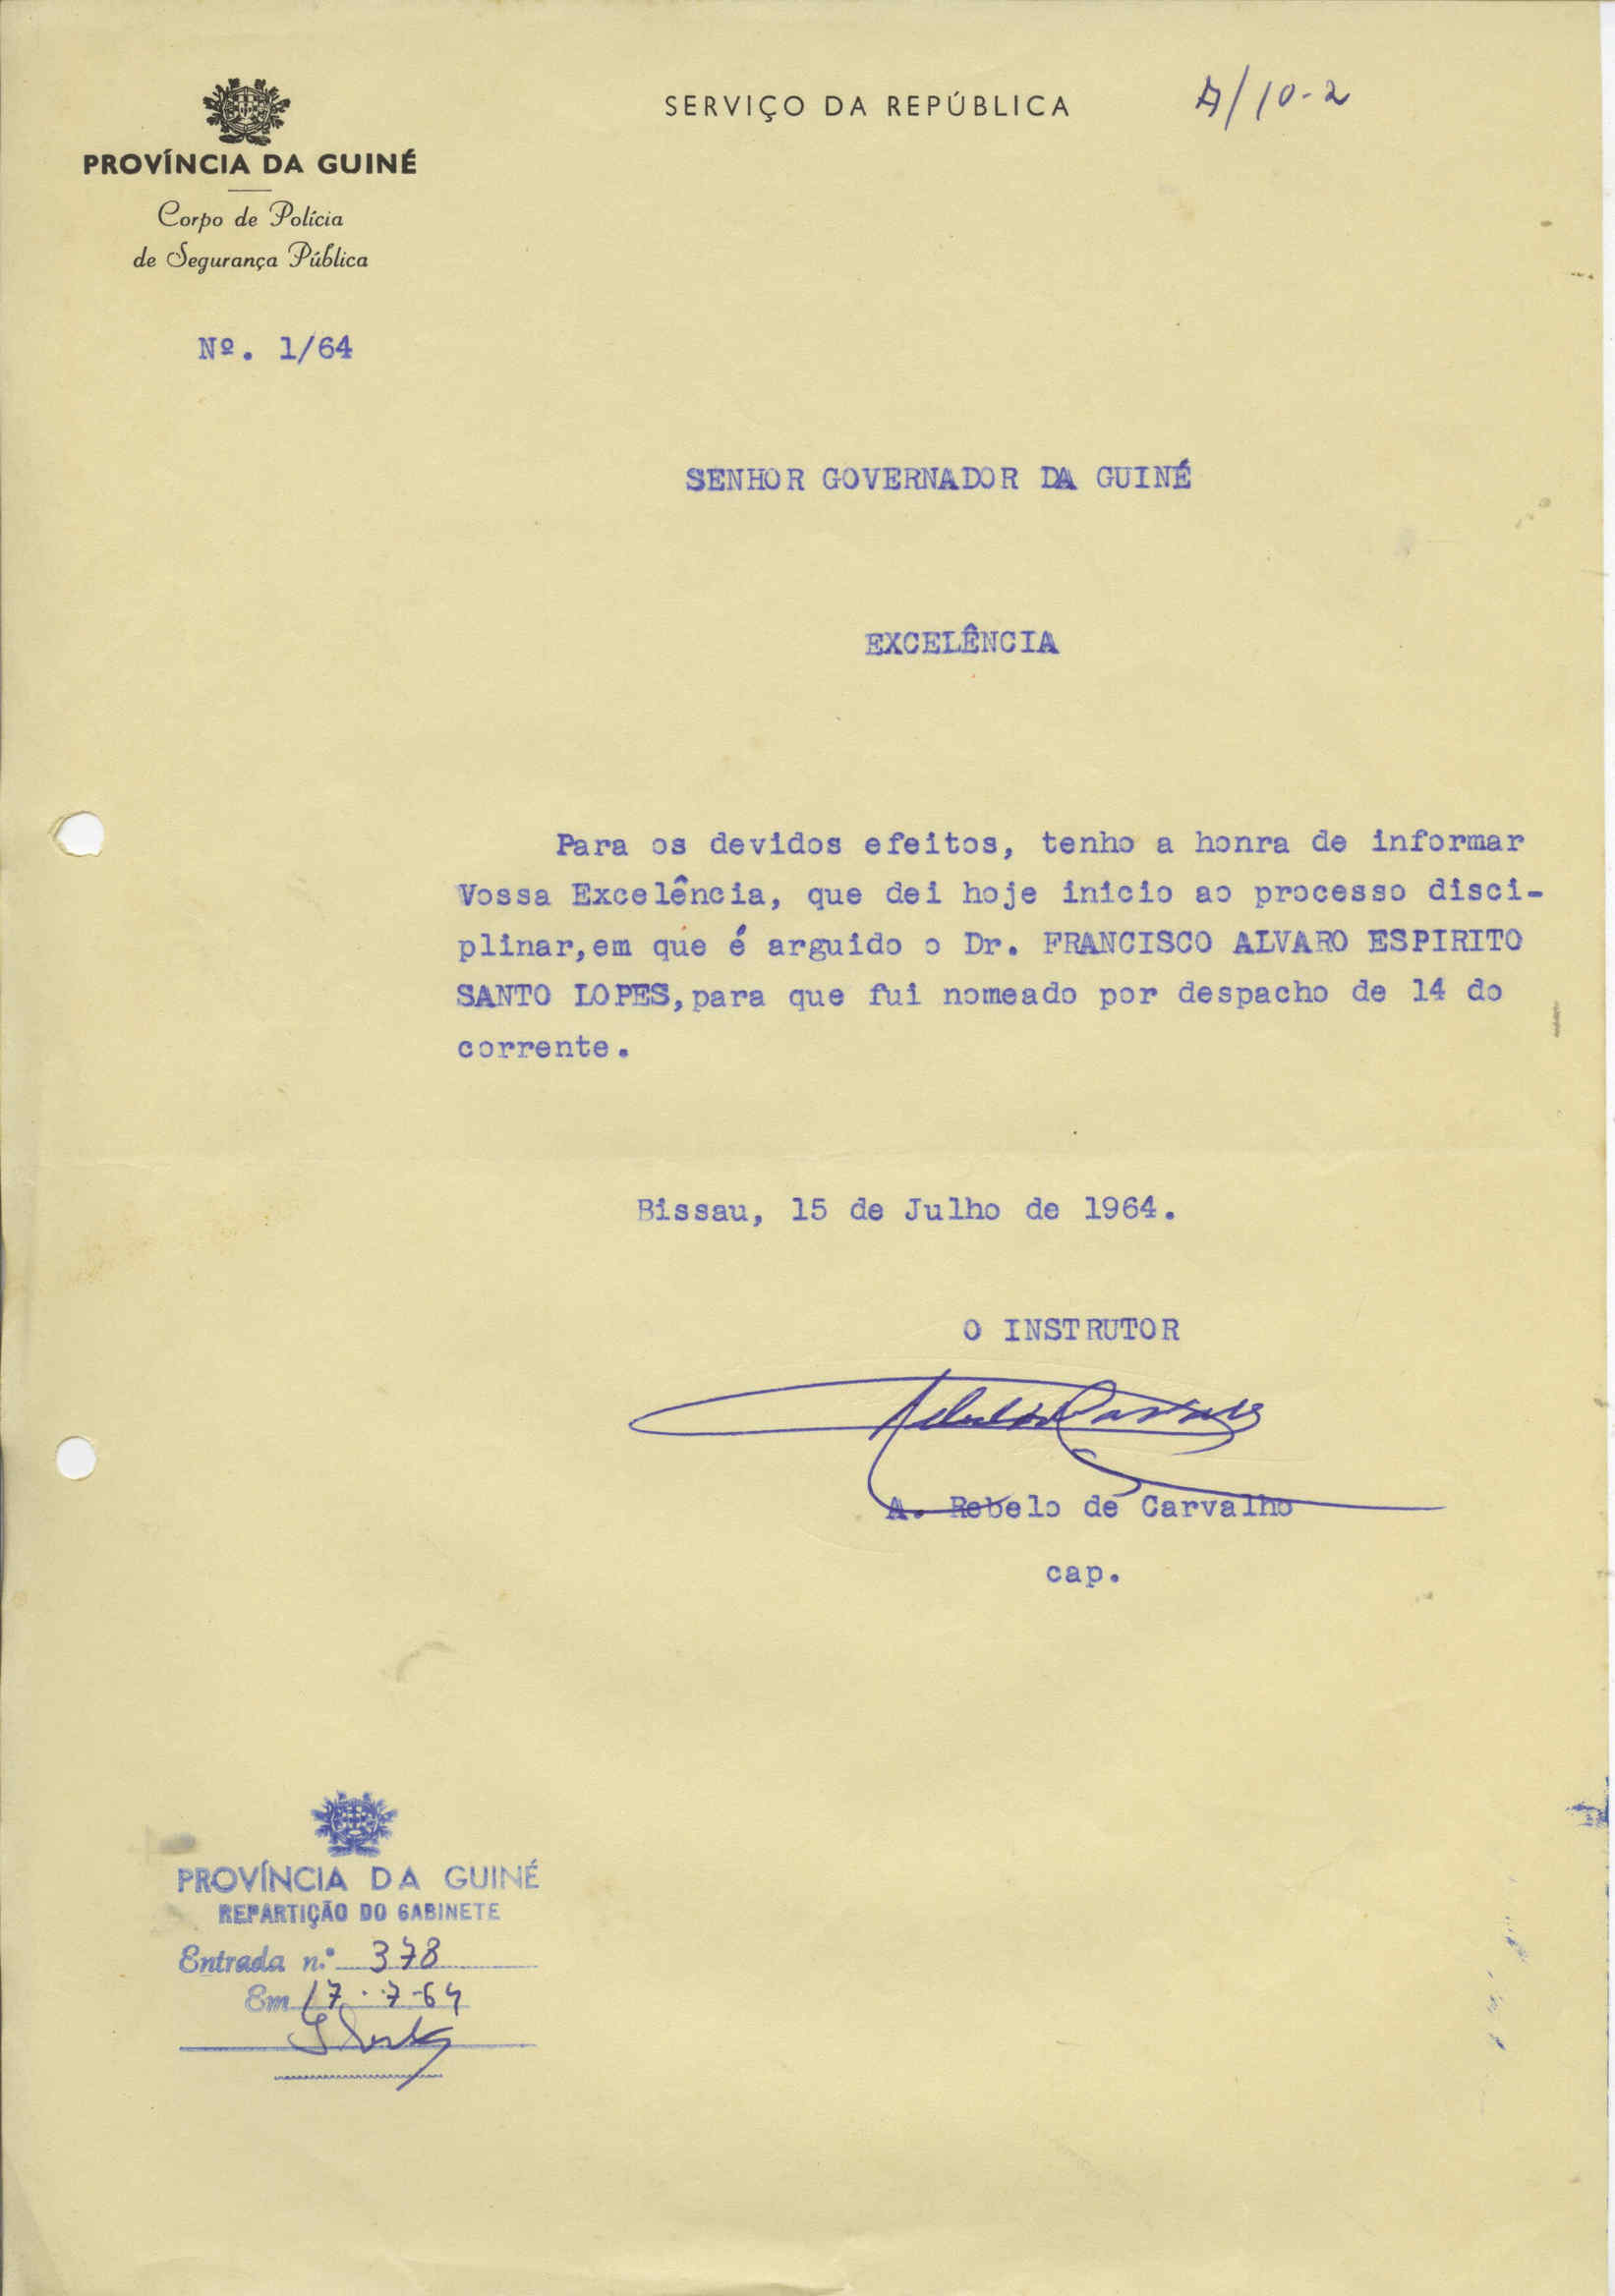 SERVIÇO DA REPÚBLICA
A/10-2
PROVÍNCIA DA GUINÉ
Corpo de Polícia
de Segurança Pública
Nº. 1/64
SENHOR GOVERNADOR DA GUINÉ
EXCELÊNCIA
Para os devidos efeitos, tenho a honra de informar
Vossa Excelência, que dei hoje inicio ao processo disci-
plinar,em que é arguido o Dr. FRANCISCO ALVARO ESPIRITO
SANTO LOPES,para que fui nomeado por despacho de 14 do
corrente.
Bissau, 15 de Julho de 1964.
O INSTRUTOR
A. Rebelo de Carvalho
cap.
PROVÍNCIA DA GUINÉ
REPARTIÇÃO DO GABINETE
Entrada n.º 378
Em 17-7-64